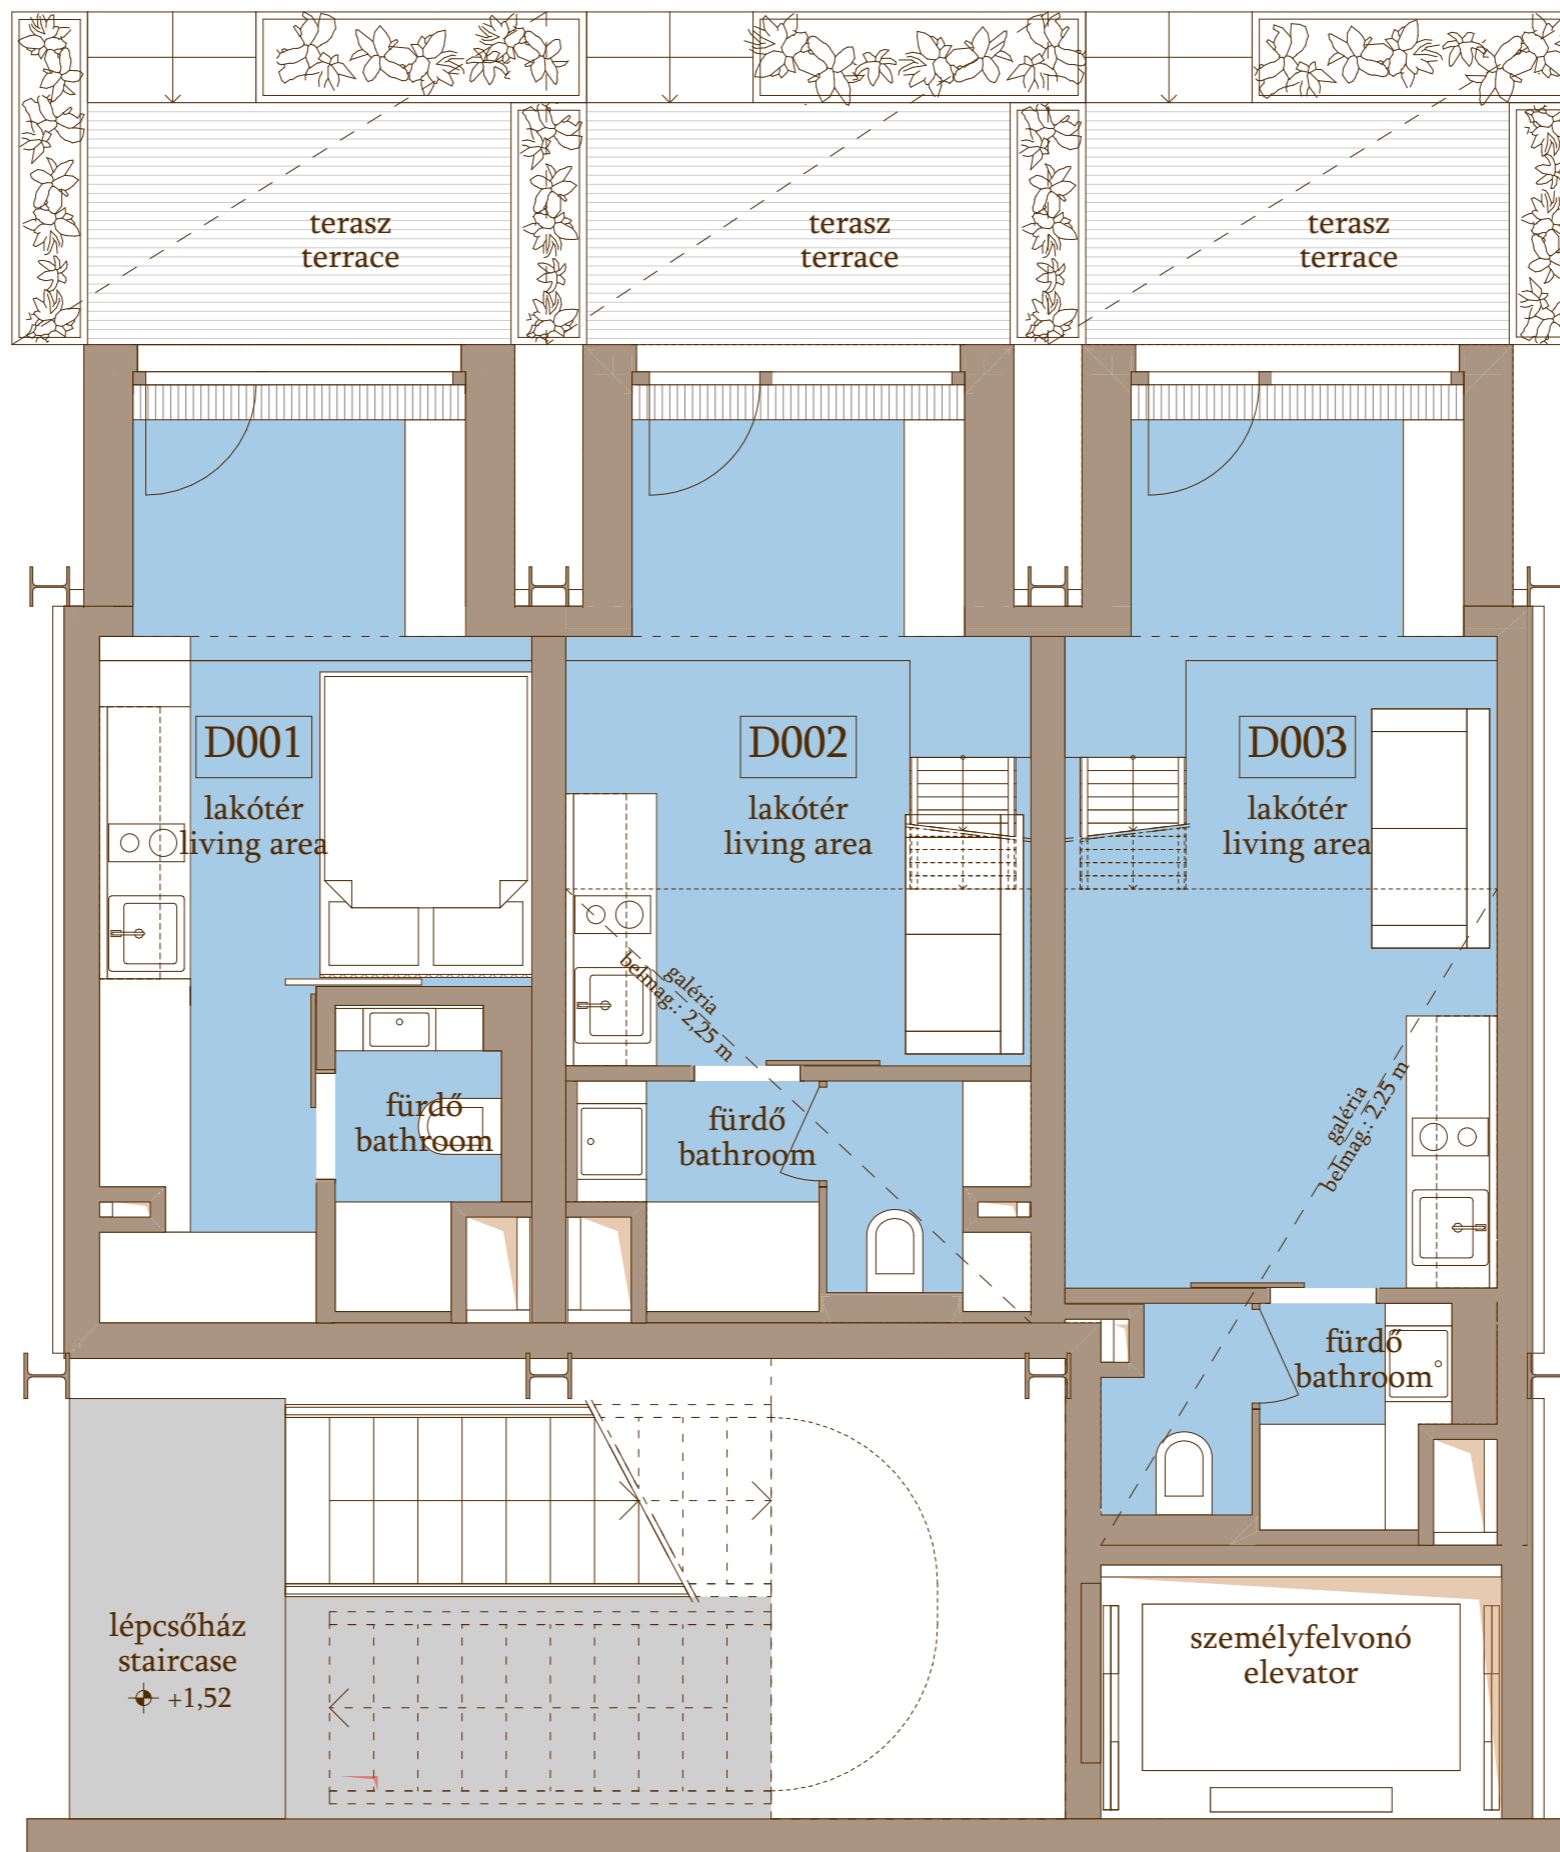 terasz
terrace
terasz
terrace
terasz
terrace
D001
lakótér
living area
D002
lakótér
living area
D003
lakótér
living area
galéria
belmag.: 2,25 m
galéria
belmag.: 2,25 m
fürdő
bathroom
fürdő
bathroom
fürdő
bathroom
lépcsőház
staircase
+1,52
személyfelvonó
elevator